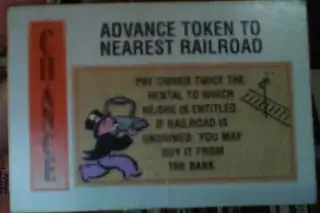 CHANCE
ADVANCE TOKEN TO
NEAREST RAILROAD
PAY OWNER TWICE THE
RENTAL TO WHICH
HE/SHE IS ENTITLED
IF RAILROAD IS
UNOWNED, YOU MAY
BUY IT FROM
THE BANK